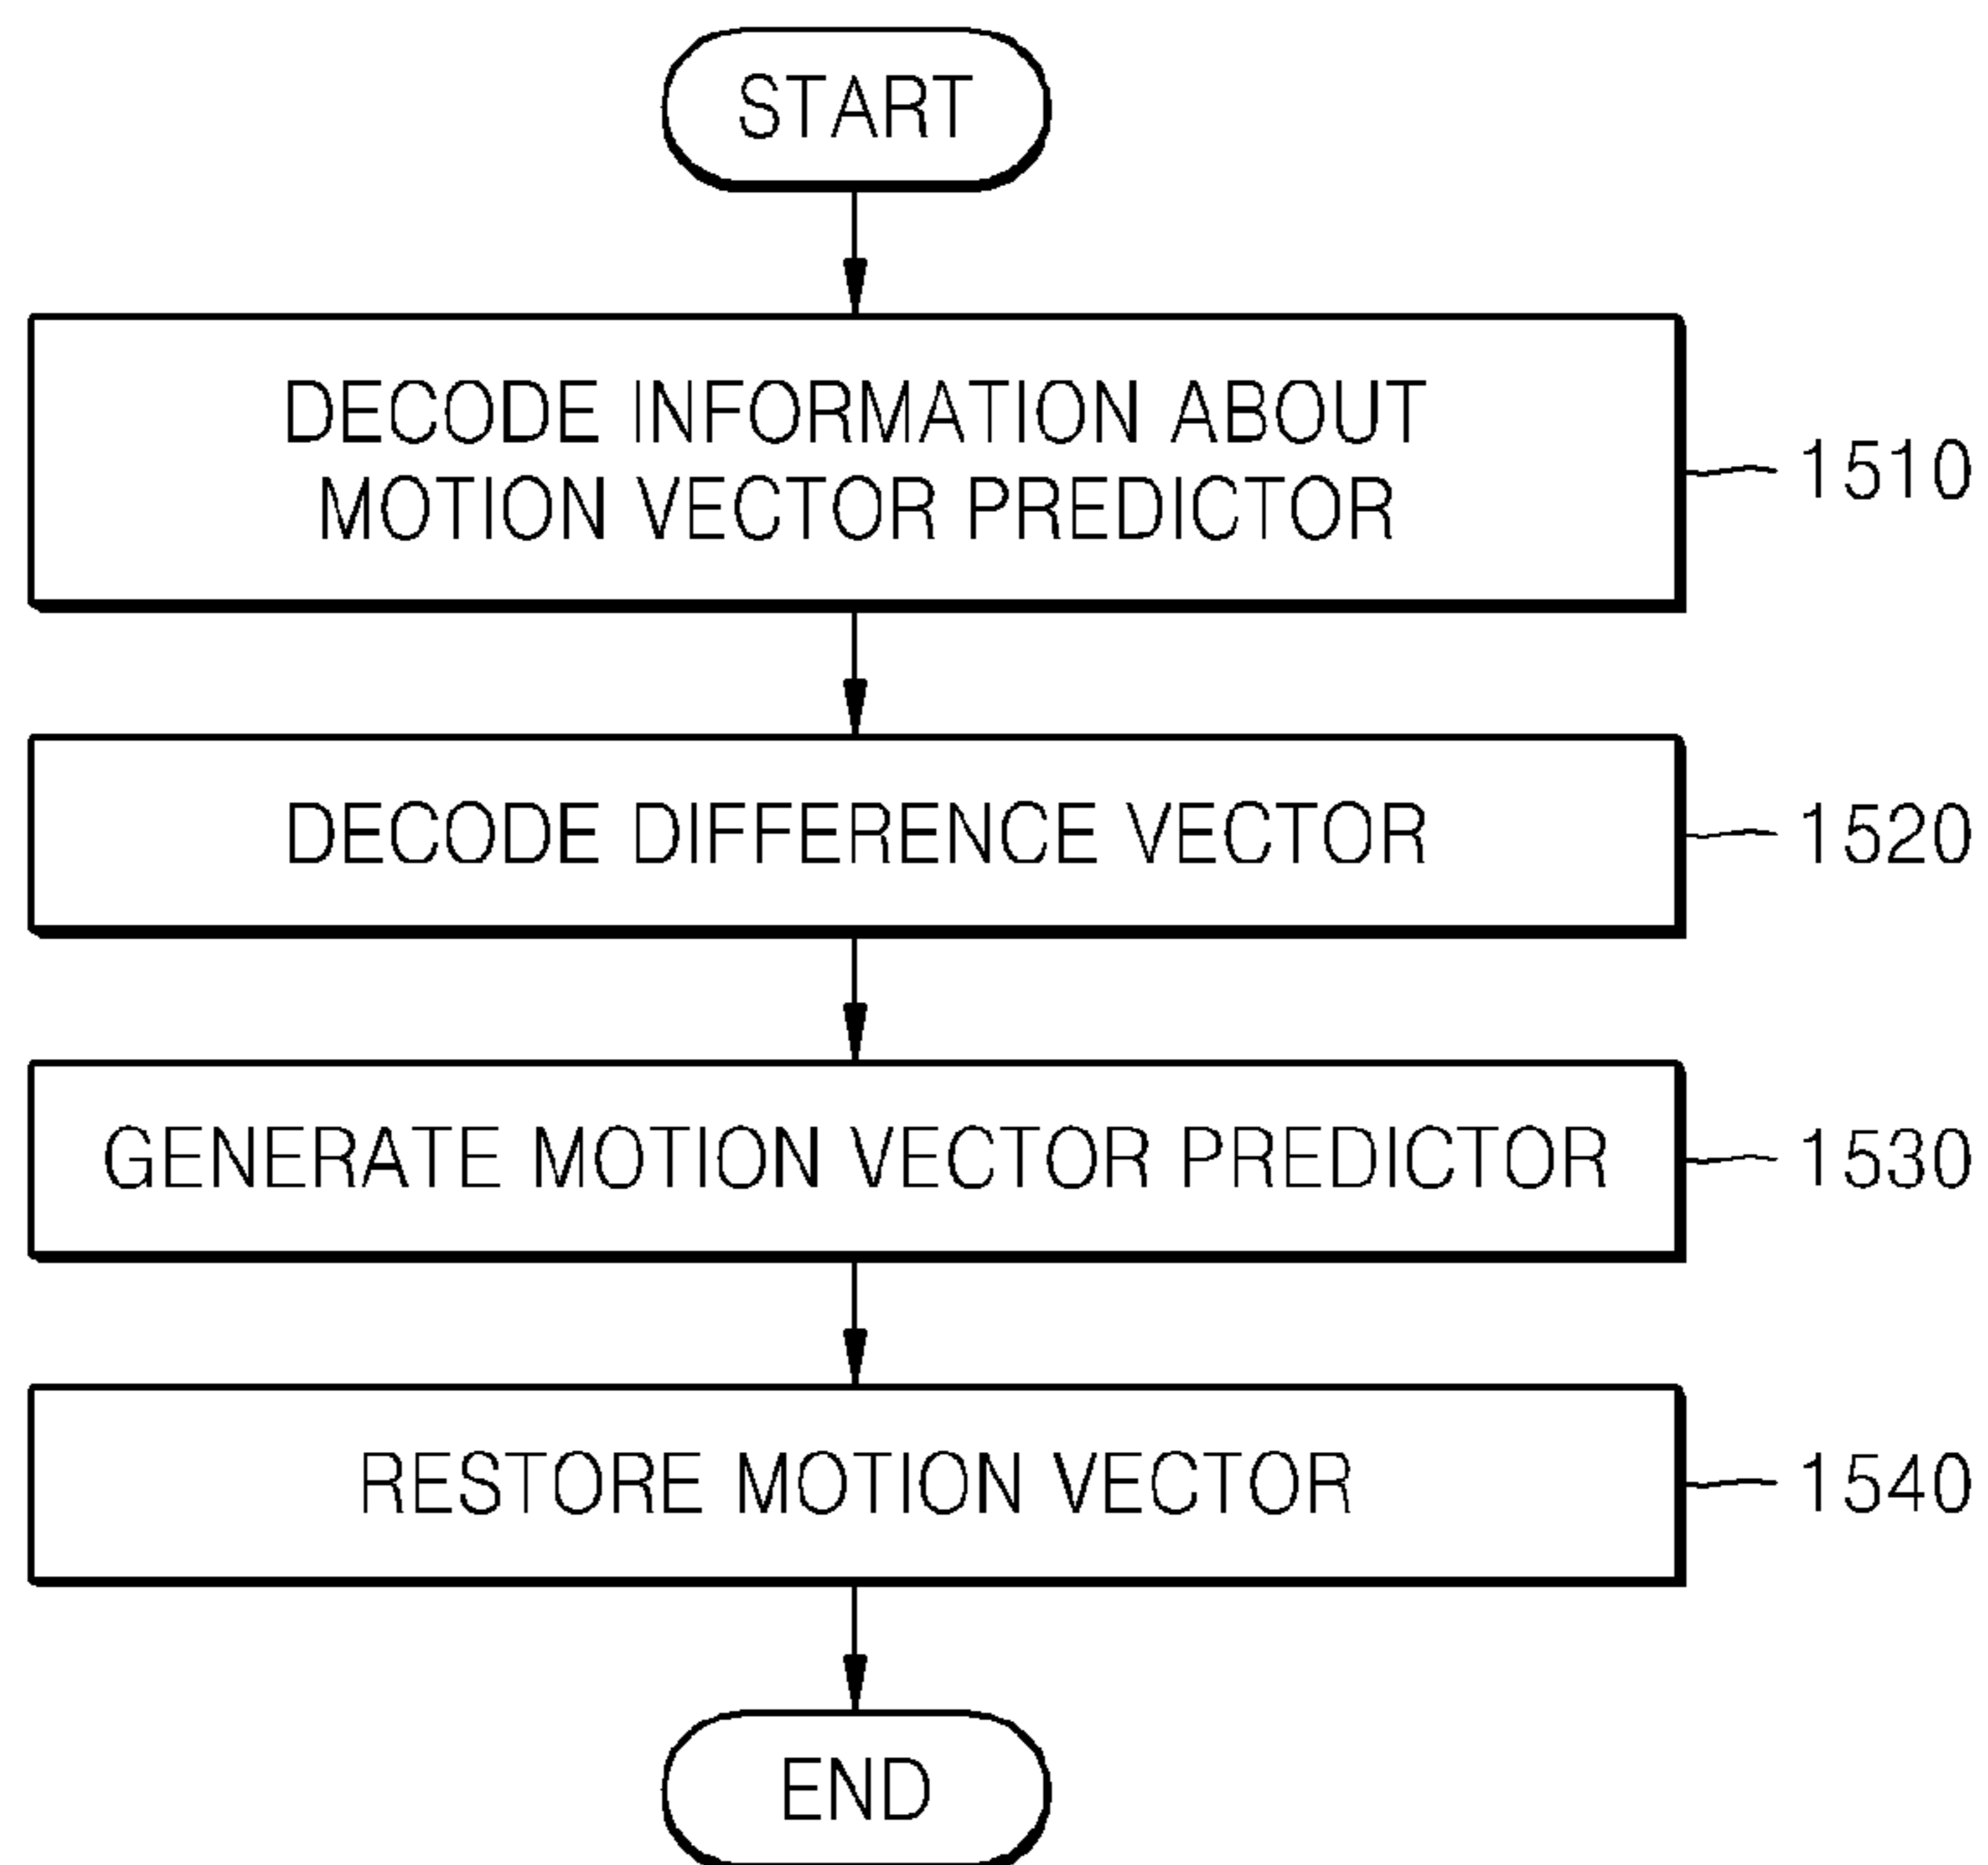 START
DECODE INFORMATION ABOUT
MOTION VECTOR PREDICTOR
1510
DECODE DIFFERENCE VECTOR
1520
GENERATE MOTION VECTOR PREDICTOR
1530
RESTORE MOTION VECTOR
1540
END